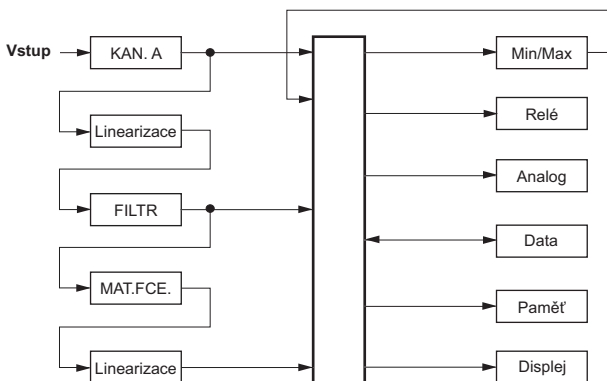 Vstup
KAN. A
Linearizace
FILTR
MAT.FCE.
Linearizace
Min/Max
Relé
Analog
Data
Paměť
Displej